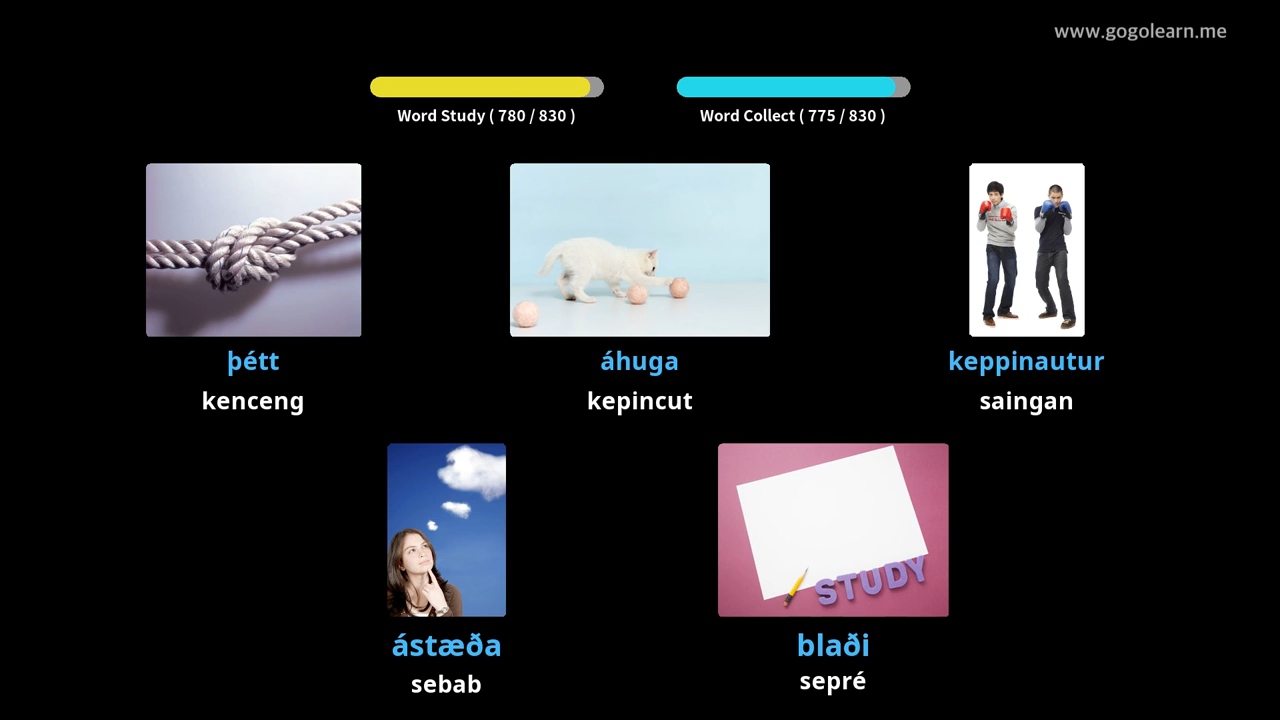 www.gogolearn.me
Word Study ( 780 / 830 )
Word Collect ( 775 / 830 )
þétt
kenceng
áhuga
kepincut
keppinautur
saingan
STUDY
ástæða
sebab
blaði
sepré